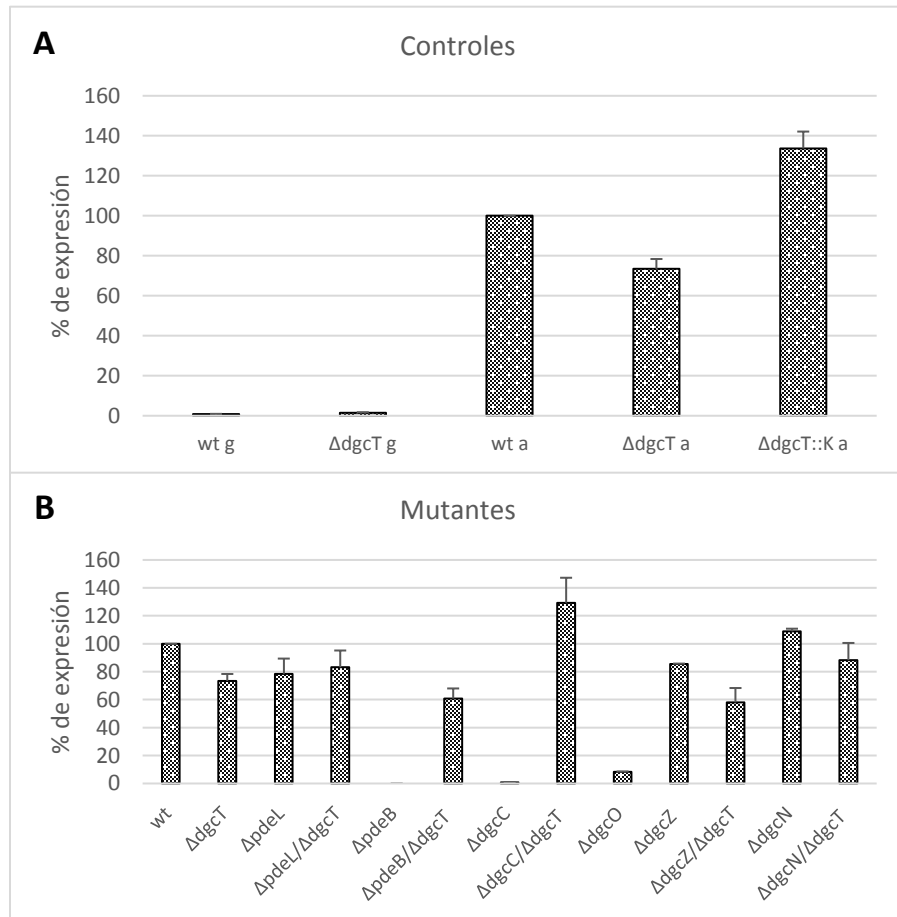 A
Controles
% de expresión
160
140
120
100
80
60
40
20
0
wt g
ΔdgcT g
wt a
ΔdgcT a
ΔdgcT::K a
B
Mutantes
% de expresión
160
140
120
100
80
60
40
20
0
wt
ΔdgcT
ΔpdeL
ΔpdeL/ΔdgcT
ΔpdeB
ΔpdeB/ΔdgcT
ΔdgcC
ΔdgcC/ΔdgcT
ΔdgcO
ΔdgcZ
ΔdgcZ/ΔdgcT
ΔdgcN
ΔdgcN/ΔdgcT